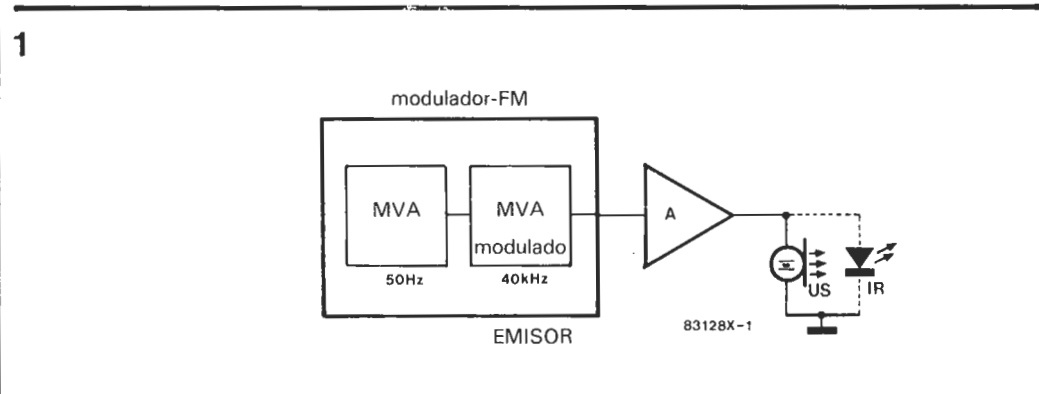 1
modulador-FM
MVA
MVA
modulado
50Hz
40kHz
A
US
IR
83128X-1
EMISOR